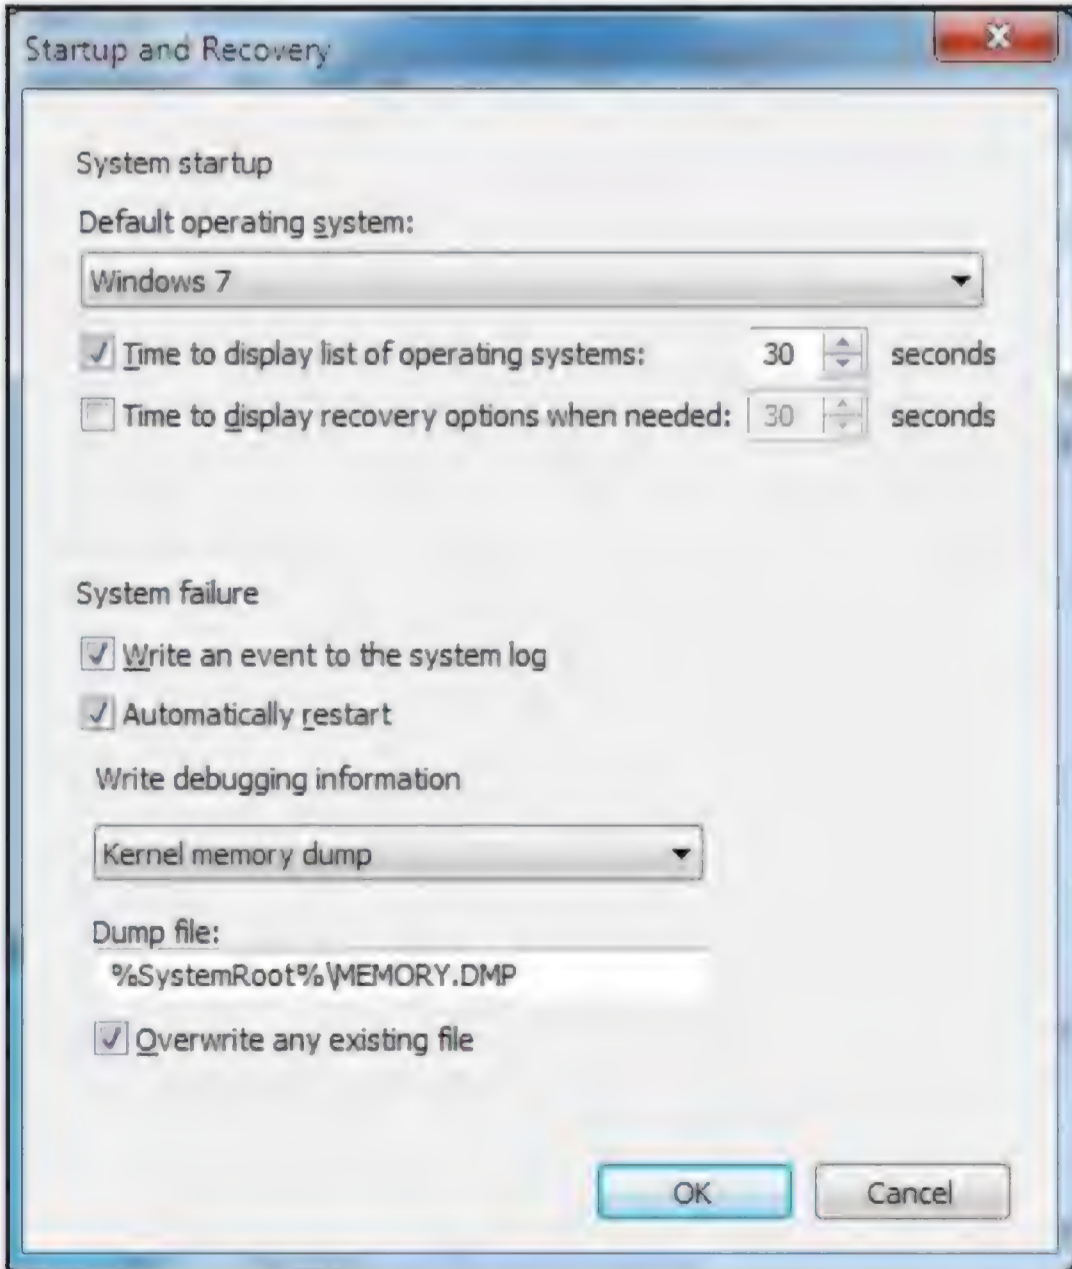 Startup and Recovery
System startup
Default operating system:
Windows 7
Time to display list of operating systems: 30 seconds
Time to display recovery options when needed: 30 seconds
System failure
Write an event to the system log
Automatically restart
Write debugging information
Kernel memory dump
Dump file:
%SystemRoot%\MEMORY.DMP
Overwrite any existing file
OK Cancel